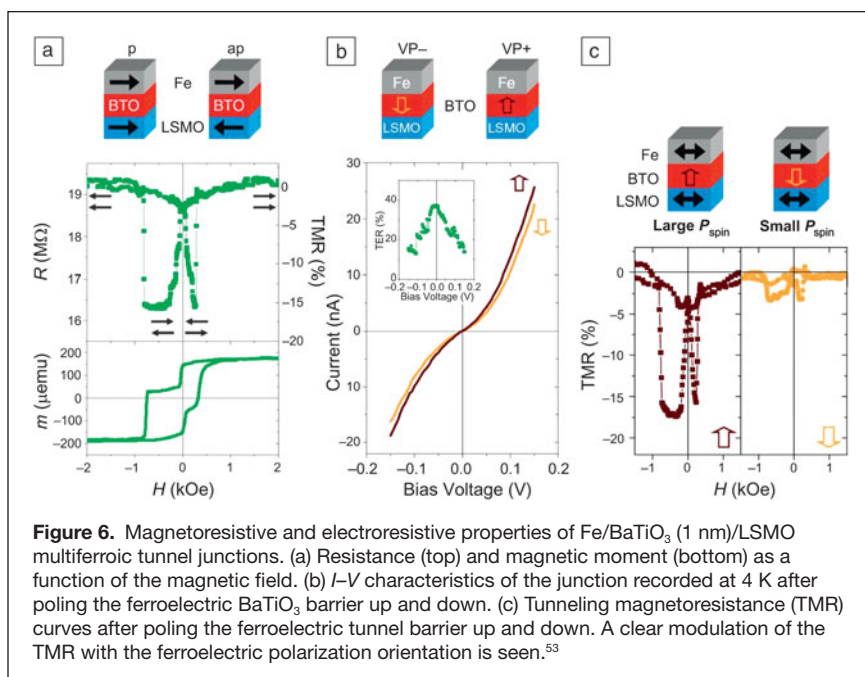 a
p
ap
Fe
BTO
BTO
LSMO
19
18
17
16
R (MΩ)
0
−5
−10
−15
−20
TMR (%)
200
100
0
−100
−200
m (µemu)
−2
−1
0
1
2
H (kOe)
b
VP−
VP+
Fe
Fe
BTO
LSMO
LSMO
30
20
10
0
10
−20
Current (nA)
40
30
20
10
0
TER (%)
−0.2
−0.1
0.0
0.1
0.2
Bias Voltage (V)
−0.2
−0.1
0.0
0.1
0.2
Bias Voltage (V)
c
Fe
BTO
LSMO
Large Pspin
Small Pspin
5
0
−5
−10
−15
−20
TMR (%)
−1
0
1
−1
0
1
H (kOe)
Figure 6. Magnetoresistive and electroresistive properties of Fe/BaTiO₃ (1 nm)/LSMO
multiferroic tunnel junctions. (a) Resistance (top) and magnetic moment (bottom) as a
function of the magnetic field. (b) I–V characteristics of the junction recorded at 4 K after
poling the ferroelectric BaTiO₃ barrier up and down. (c) Tunneling magnetoresistance (TMR)
curves after poling the ferroelectric tunnel barrier up and down. A clear modulation of the
TMR with the ferroelectric polarization orientation is seen.⁵³